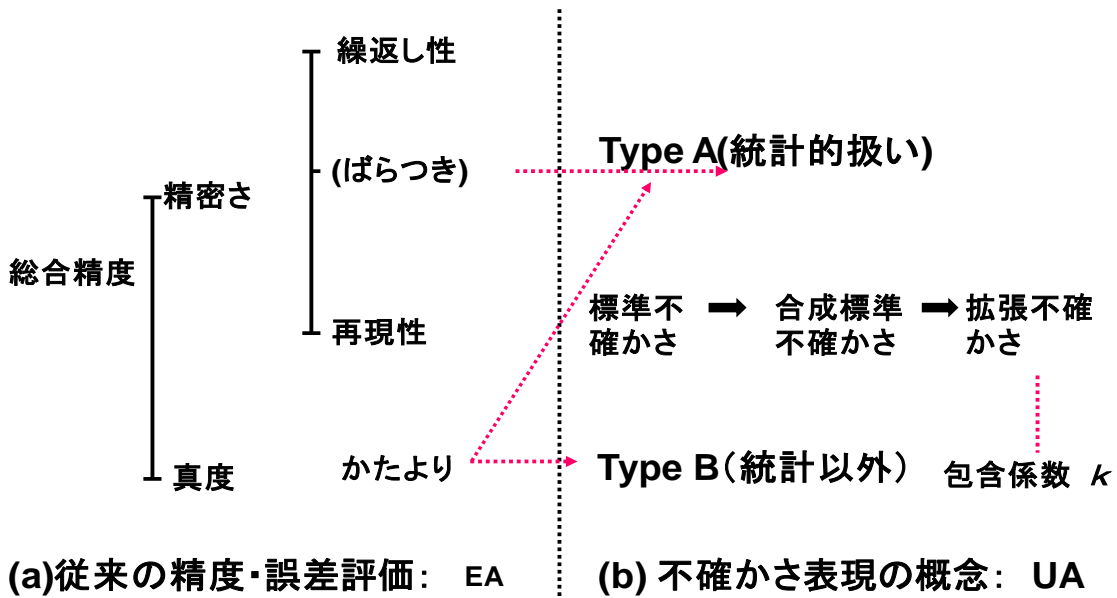 繰返し性
(ばらつき)
精密さ
総合精度
再現性
かたより
真度
(a)従来の精度・誤差評価： EA
Type A(統計的扱い)
標準不
確かさ
合成標準
不確かさ
拡張不確
かさ
Type B(統計以外)
包含係数 k
(b) 不確かさ表現の概念： UA